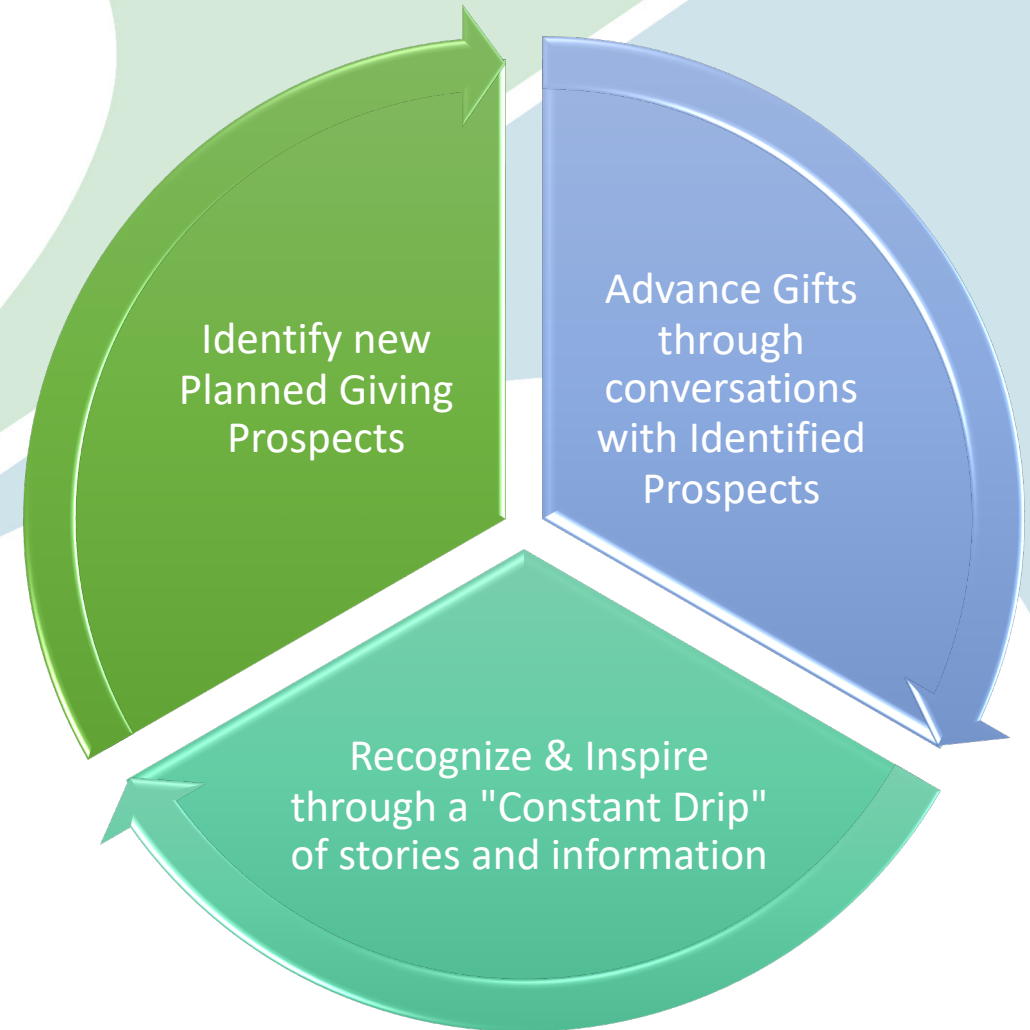 Identify new
Planned Giving
Prospects
Advance Gifts
through
conversations
with Identified
Prospects
Recognize & Inspire
through a "Constant Drip"
of stories and information